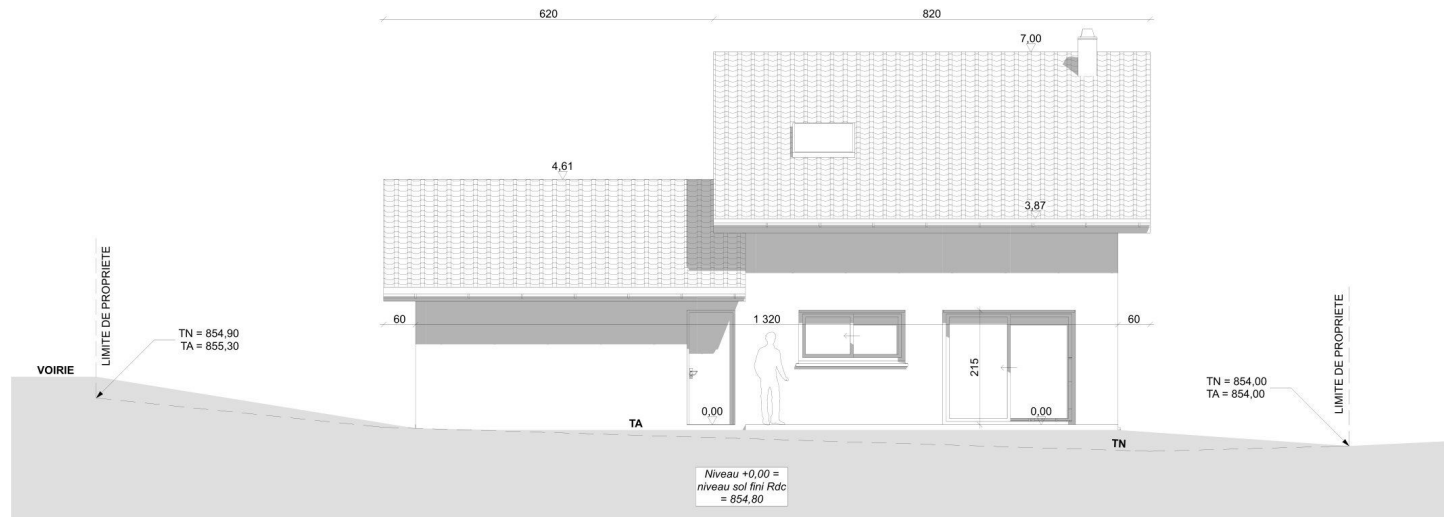 620
820
7,00
4,61
3,87
LIMITE DE PROPRIETE
TN = 854,90
TA = 855,30
VOIRIE
60
1 320
60
215
LIMITE DE PROPRIETE
TN = 854,00
TA = 854,00
0,00
0,00
TA
TN
Niveau +0,00 =
niveau sol fini Rdc
= 854,80